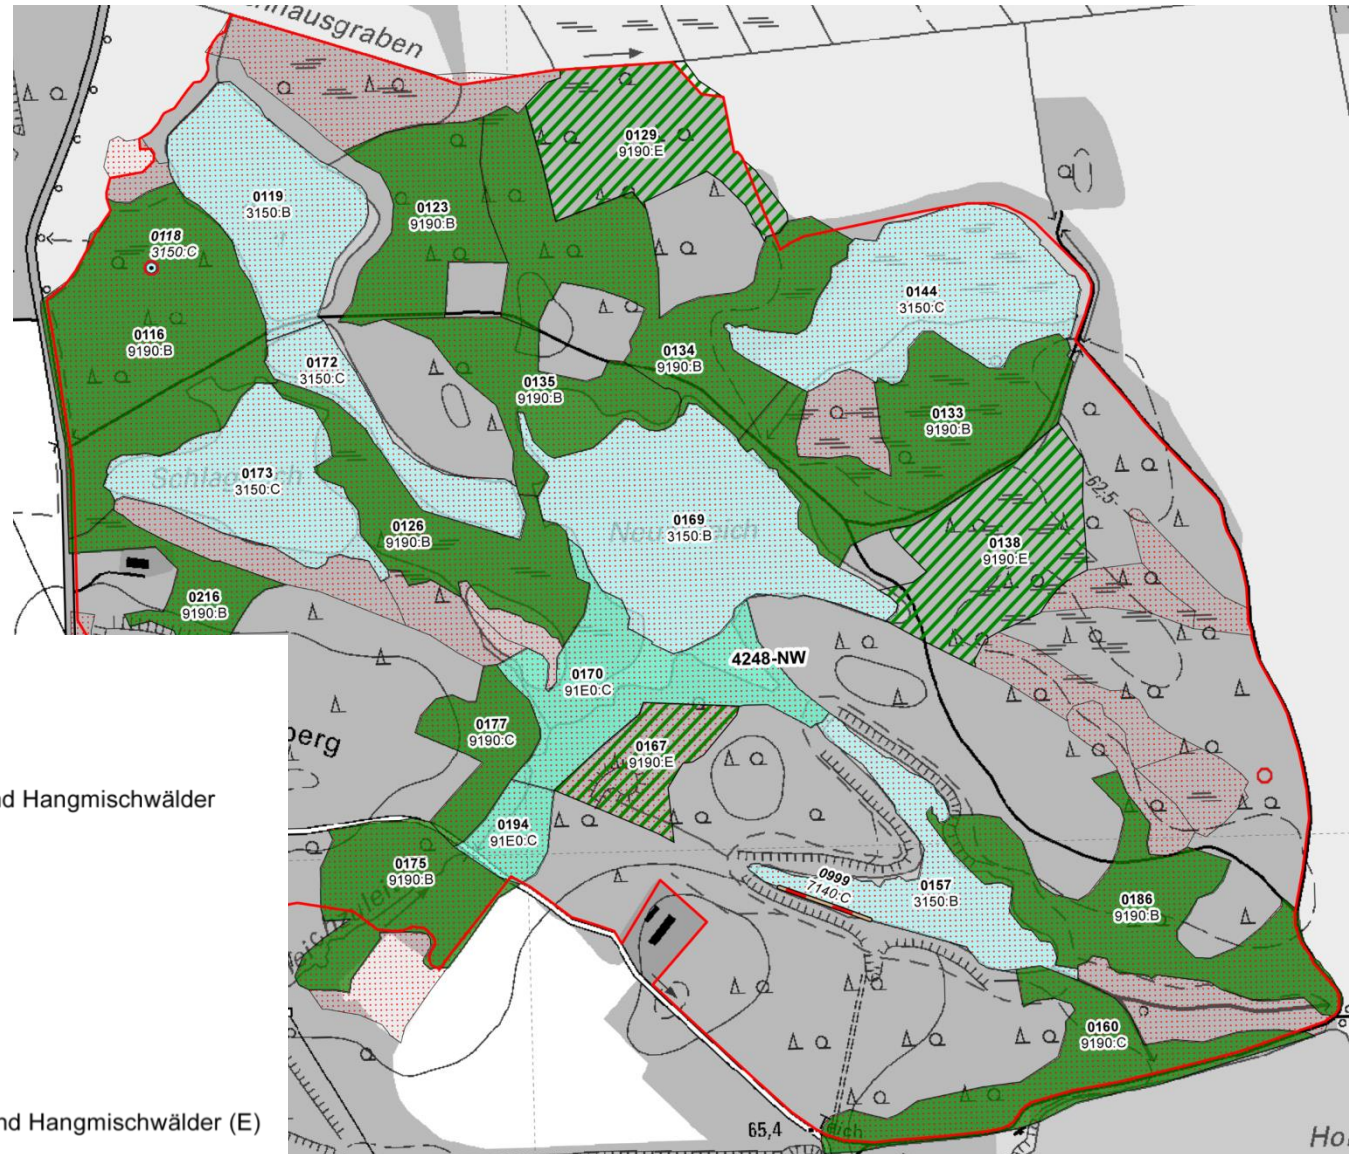 nhausgraben
0129
9190:E
0119
3150:B
0123
9190:B
0118
3150:C
0144
3150:C
0116
9190:B
0172
3150:C
0134
9190:B
0135
9190:B
0133
9190:B
62,5
0173
3150:C
0169
3150:B
0126
9190:B
0138
9190:E
0216
9190:B
4248-NW
0170
91E0:C
0177
9190:C
berg
0167
9190:E
nd Hangmischwälder
0194
91E0:C
0175
9190:B
0999
7140:C
0157
3150:B
0186
9190:B
0160
9190:C
nd Hangmischwälder (E)
65,4
Teich
Ho